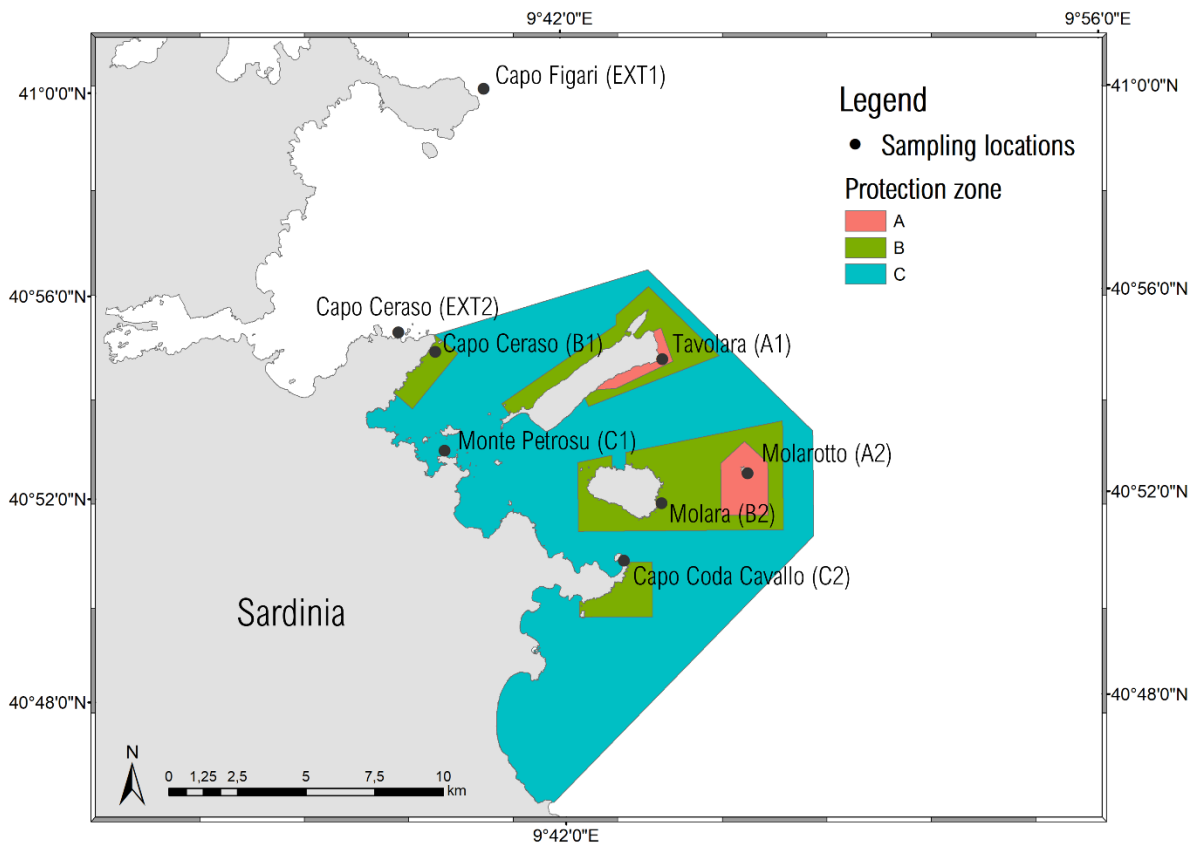 9°42'0"E
9°56'0"E
Capo Figari (EXT1)
41°0'0"N
41°0'0"N
Legend
Sampling locations
Protection zone
A
B
C
40°56'0"N
40°56'0"N
Capo Ceraso (EXT2)
Capo Ceraso (B1)
Tavolara (A1)
Monte Petrosu (C1)
Molarotto (A2)
40°52'0"N
40°52'0"N
Molara (B2)
Capo Coda Cavallo (C2)
Sardinia
40°48'0"N
40°48'0"N
N
0 1,25 2,5 5 7,5 10
km
9°42'0"E